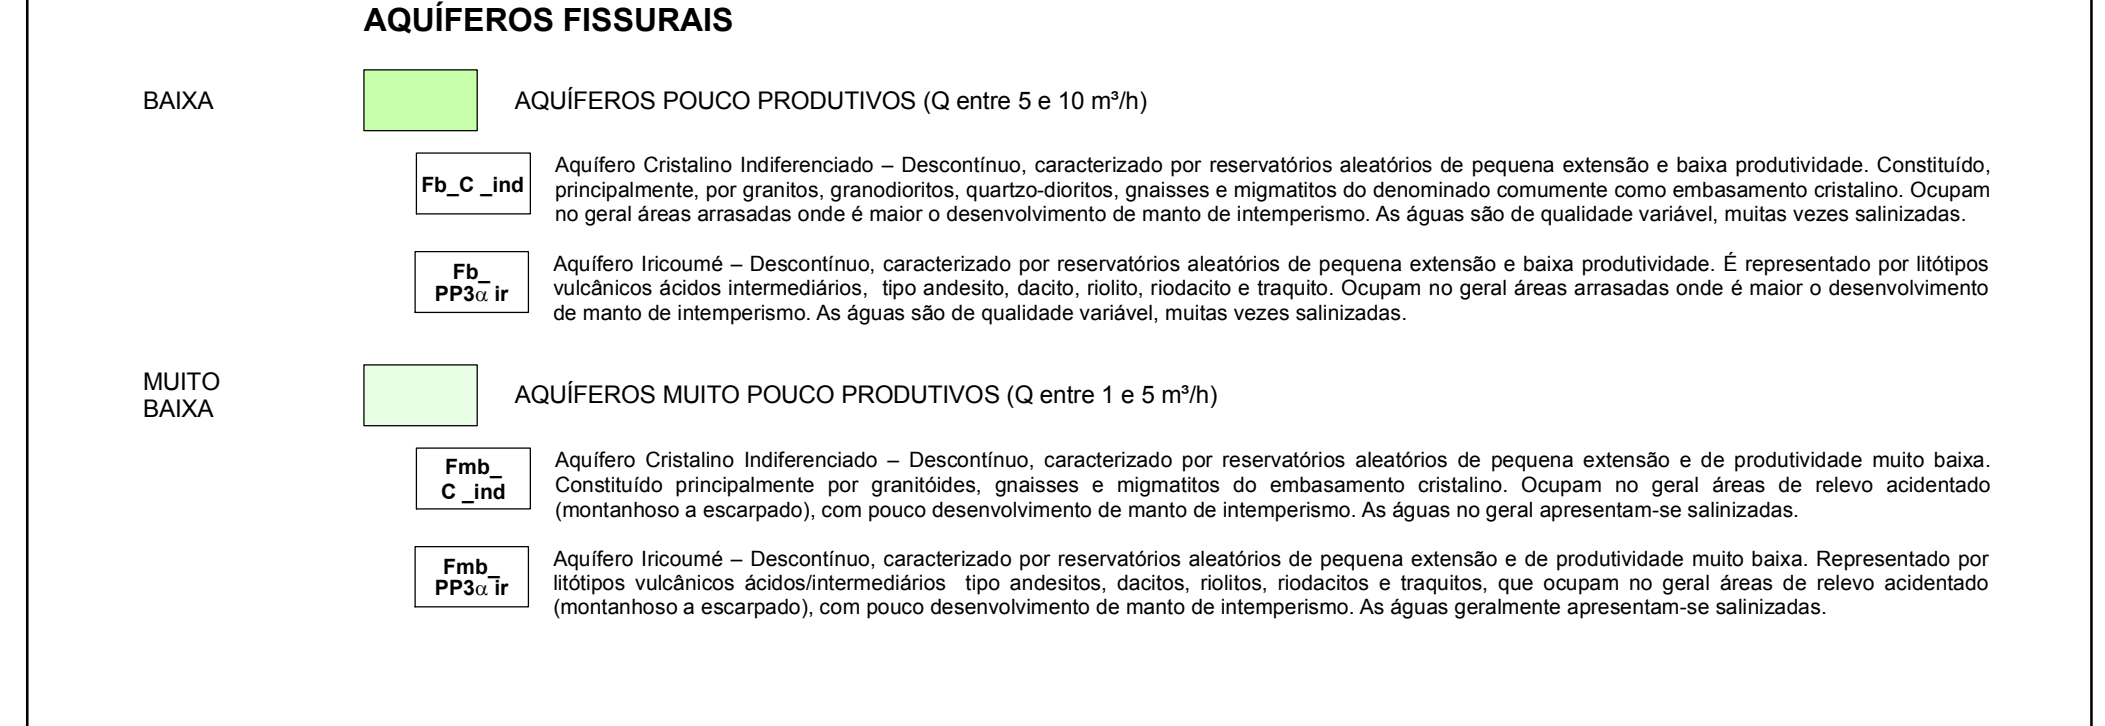 AQUÍFEROS FISSURAIS
BAIXA
AQUÍFEROS POUCO PRODUTIVOS (Q entre 5 e 10 m³/h)
Fb_C _ind
Aquífero Cristalino Indiferenciado – Descontínuo, caracterizado por reservatórios aleatórios de pequena extensão e baixa produtividade. Constituído,
principalmente, por granitos, granodioritos, quartzo-dioritos, gnaisses e migmatitos do denominado comumente como embasamento cristalino. Ocupam
no geral áreas arrasadas onde é maior o desenvolvimento de manto de intemperismo. As águas são de qualidade variável, muitas vezes salinizadas.
Fb_
PP3α ir
Aquífero Iricoumé – Descontínuo, caracterizado por reservatórios aleatórios de pequena extensão e baixa produtividade. É representado por litótipos
vulcânicos ácidos intermediários, tipo andesito, dacito, riolito, riodacito e traquito. Ocupam no geral áreas arrasadas onde é maior o desenvolvimento
de manto de intemperismo. As águas são de qualidade variável, muitas vezes salinizadas.
MUITO
BAIXA
AQUÍFEROS MUITO POUCO PRODUTIVOS (Q entre 1 e 5 m³/h)
Fmb_
C _ind
Aquífero Cristalino Indiferenciado – Descontínuo, caracterizado por reservatórios aleatórios de pequena extensão e de produtividade muito baixa.
Constituído principalmente por granitóides, gnaisses e migmatitos do embasamento cristalino. Ocupam no geral áreas de relevo acidentado
(montanhoso a escarpado), com pouco desenvolvimento de manto de intemperismo. As águas no geral apresentam-se salinizadas.
Fmb_
PP3α ir
Aquífero Iricoumé – Descontínuo, caracterizado por reservatórios aleatórios de pequena extensão e de produtividade muito baixa. Representado por
litótipos vulcânicos ácidos/intermediários tipo andesitos, dacitos, riolitos, riodacitos e traquitos, que ocupam no geral áreas de relevo acidentado
(montanhoso a escarpado), com pouco desenvolvimento de manto de intemperismo. As águas geralmente apresentam-se salinizadas.